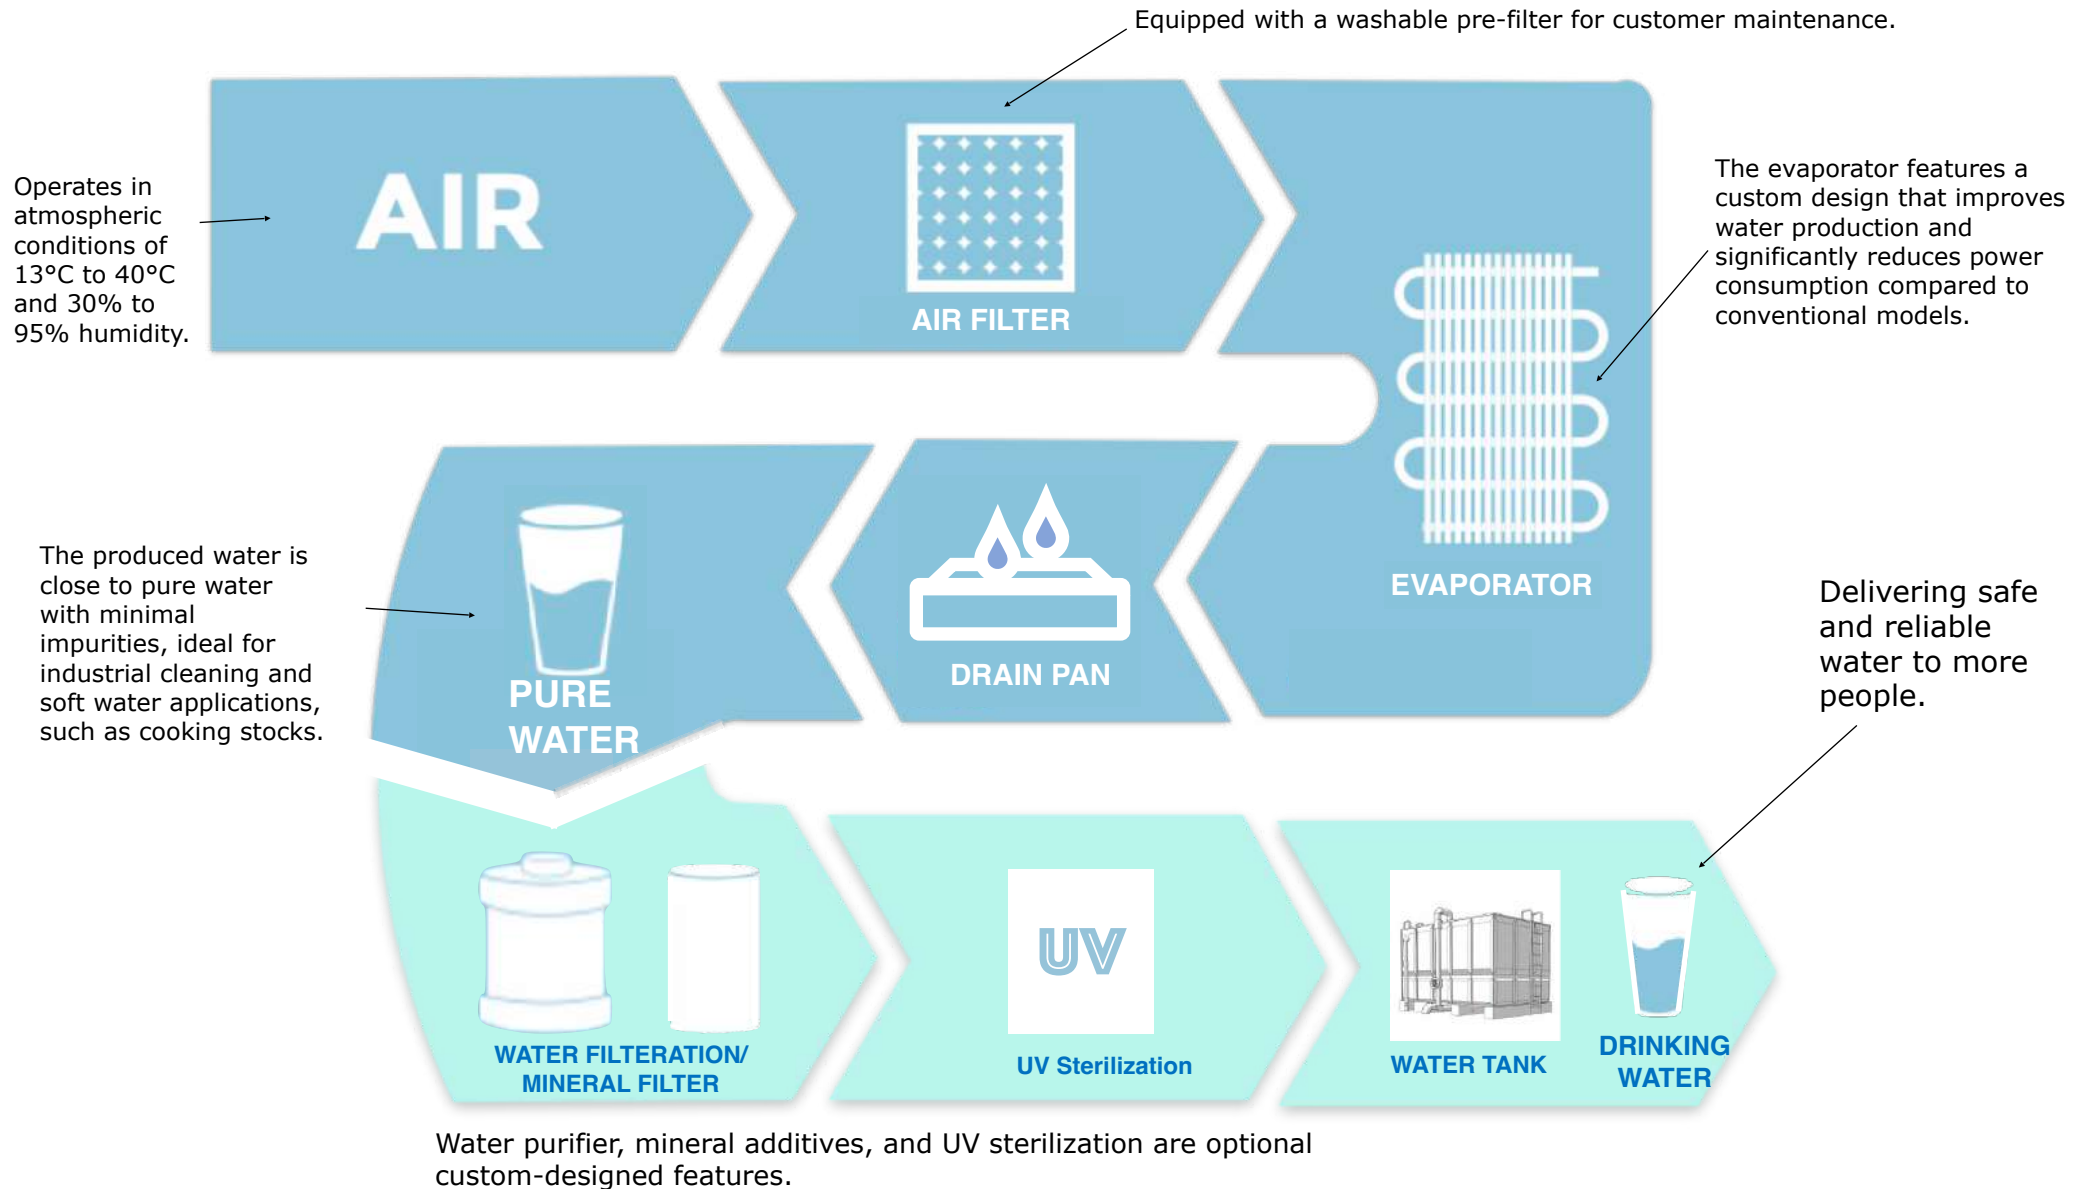 Equipped with a washable pre-filter for customer maintenance.
Operates in
atmospheric
conditions of
13°C to 40°C
and 30% to
95% humidity.
AIR
AIR FILTER
The evaporator features a
custom design that improves
water production and
significantly reduces power
consumption compared to
conventional models.
EVAPORATOR
DRAIN PAN
PURE
WATER
The produced water is
close to pure water
with minimal
impurities, ideal for
industrial cleaning and
soft water applications,
such as cooking stocks.
Delivering safe
and reliable
water to more
people.
WATER FILTERATION/
MINERAL FILTER
UV
UV Sterilization
WATER TANK
DRINKING
WATER
Water purifier, mineral additives, and UV sterilization are optional
custom-designed features.